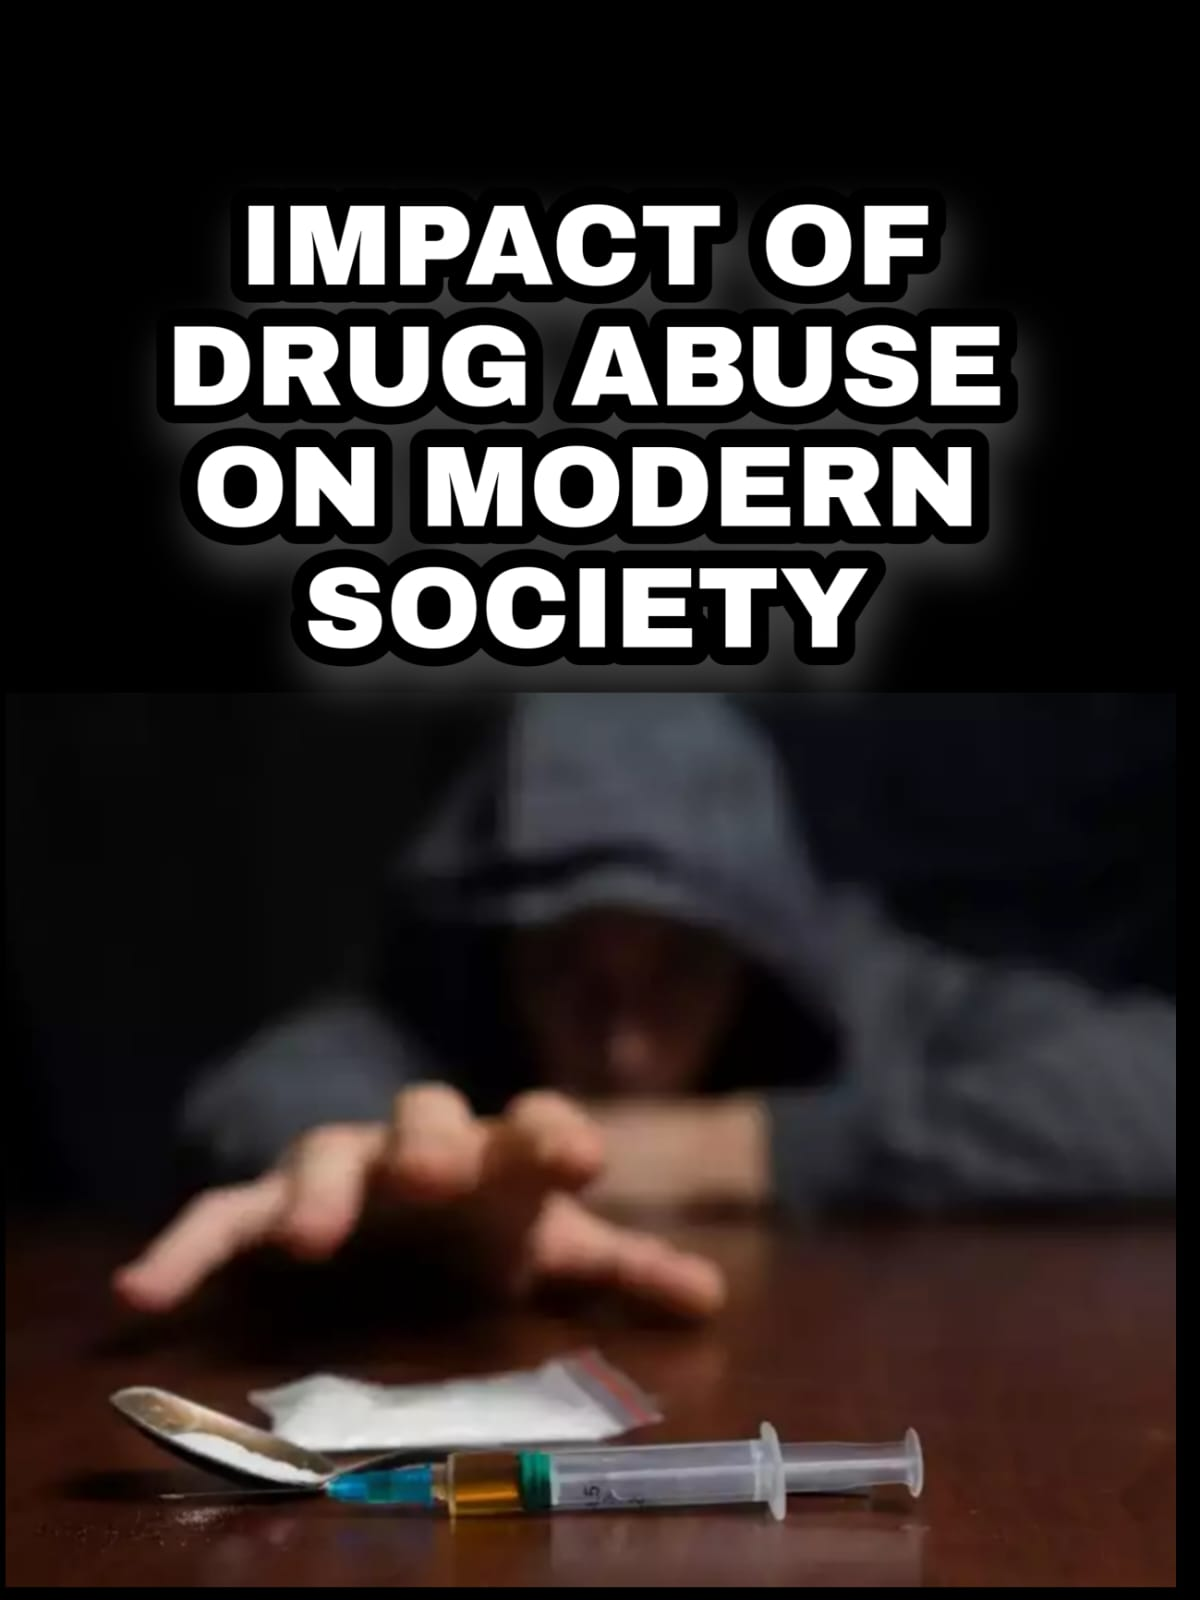 IMPACT OF
DRUG ABUSE
ON MODERN
SOCIETY